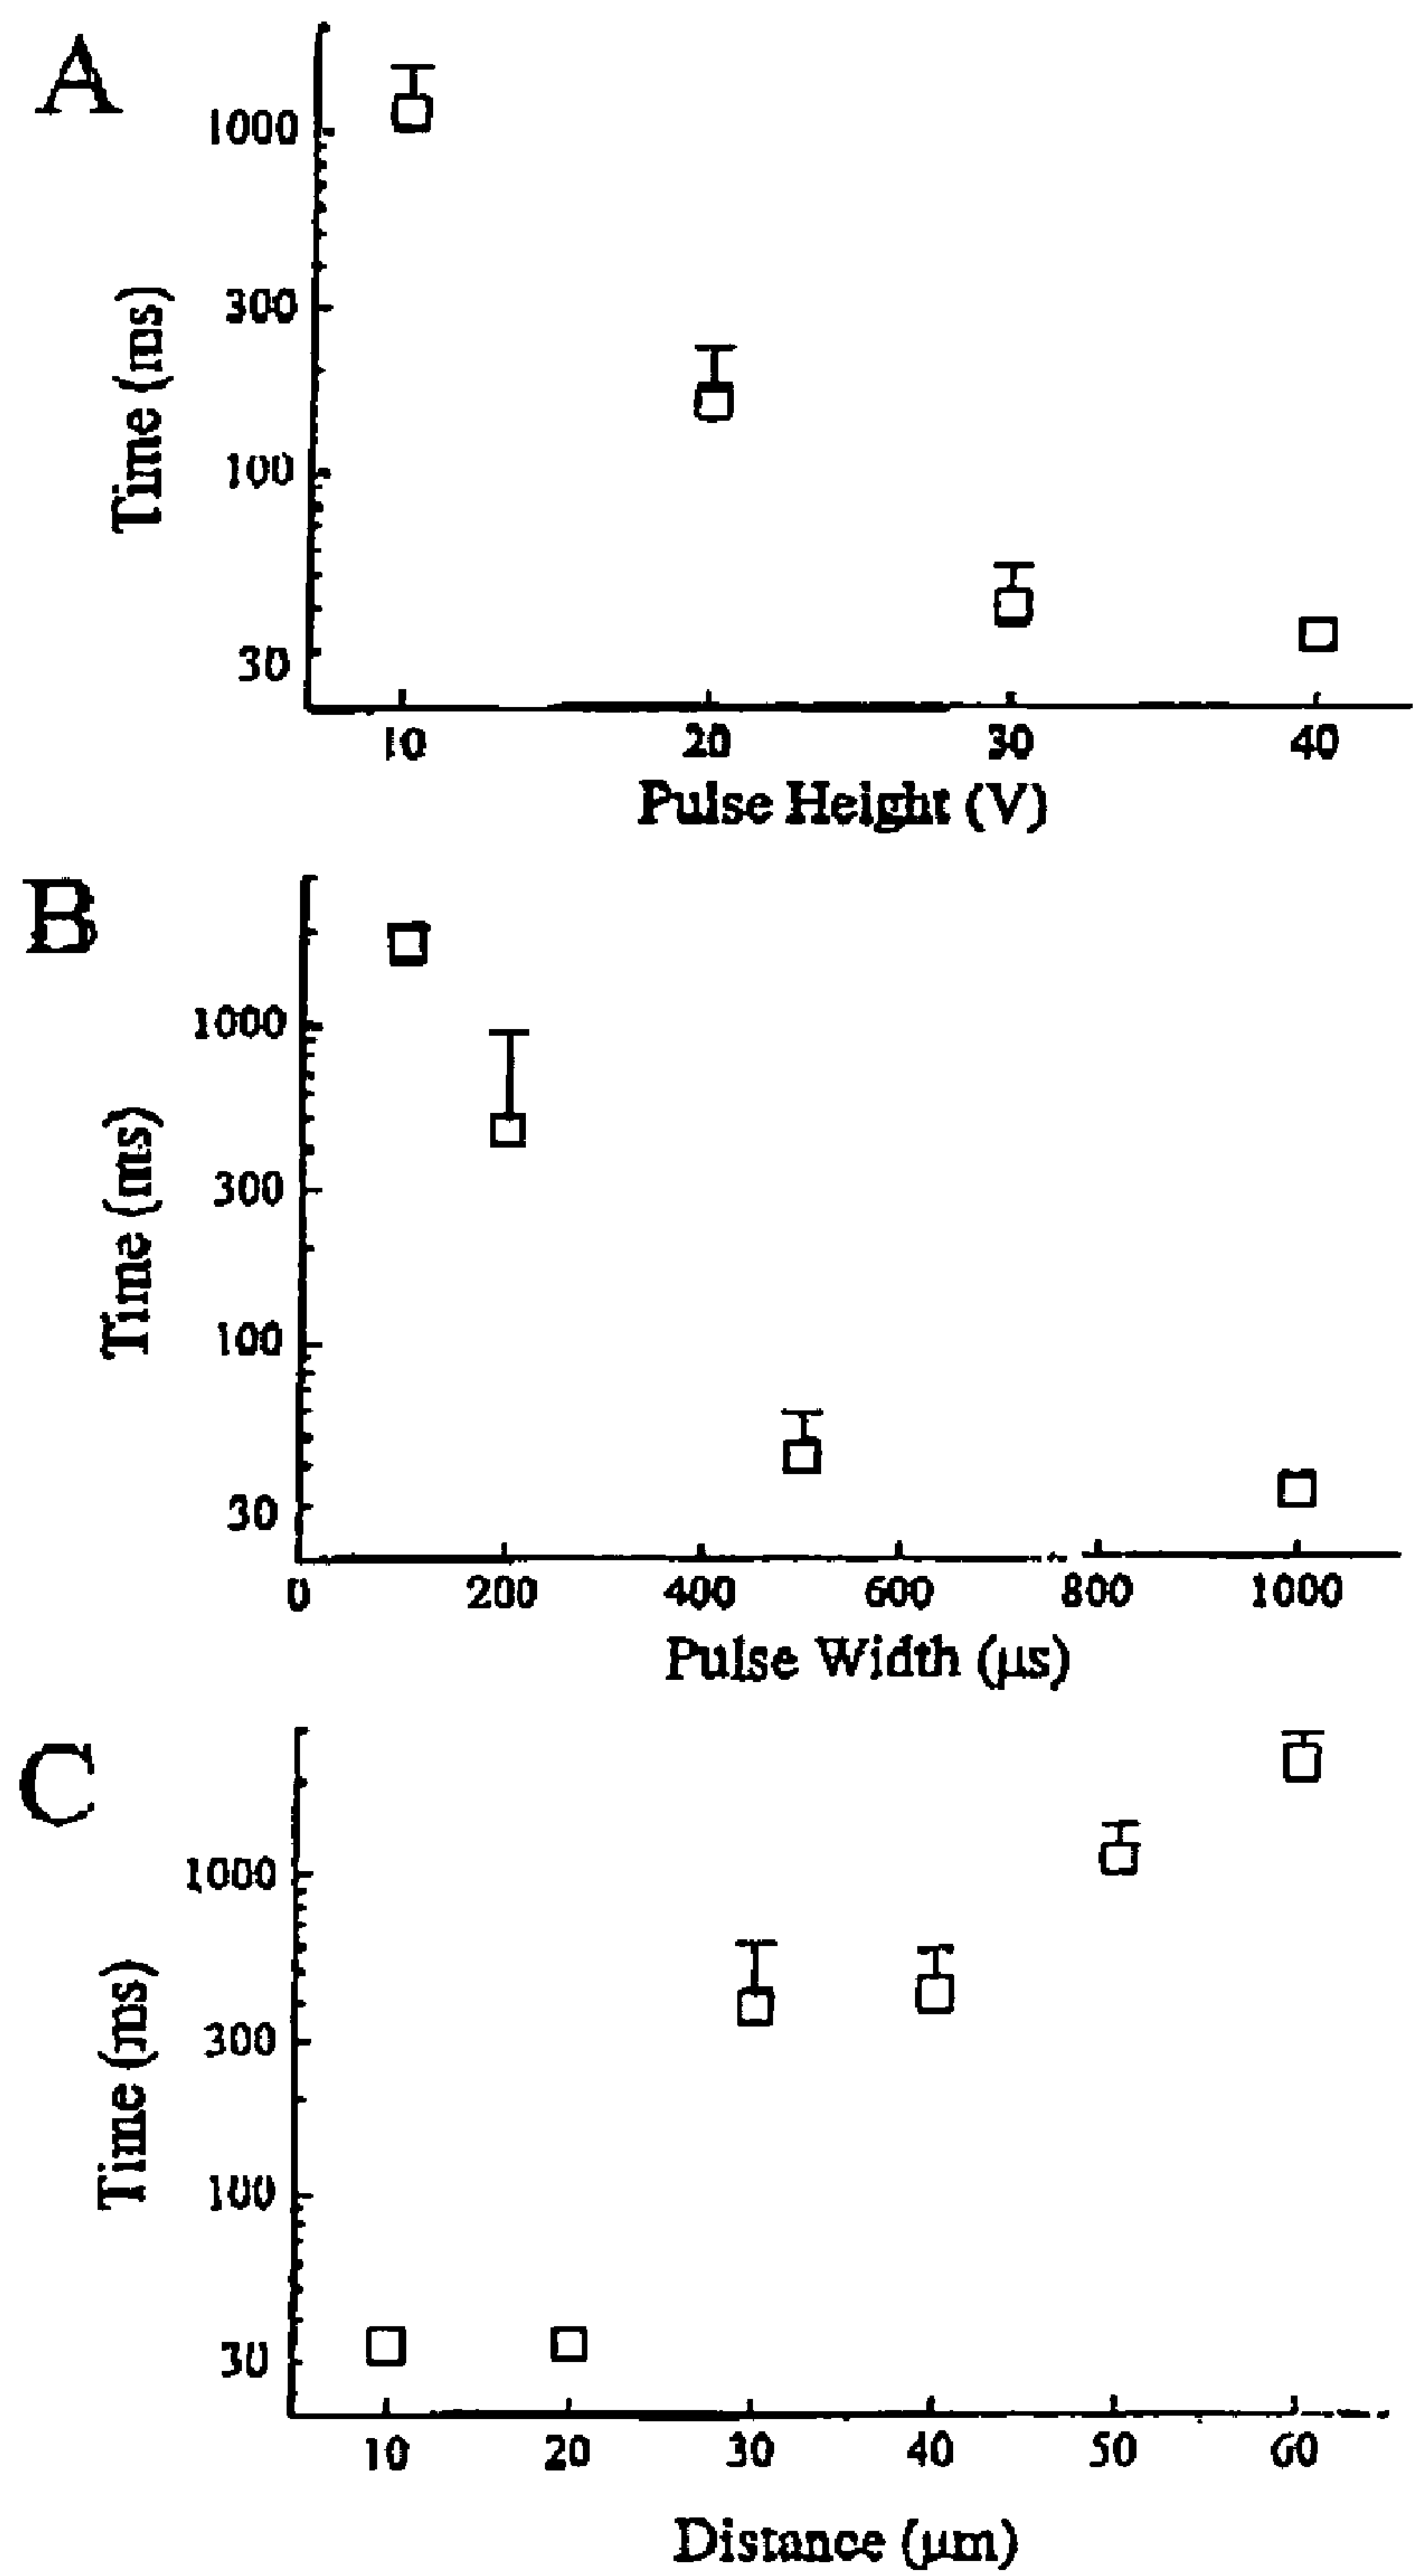 A
1000
300
100
30
Time (ms)
10 20 30 40
Pulse Height (V)
B
1000
300
100
30
Time (ms)
0 200 400 600 800 1000
Pulse Width (μs)
C
1000
300
100
30
Time (ms)
10 20 30 40 50 60
Distance (μm)